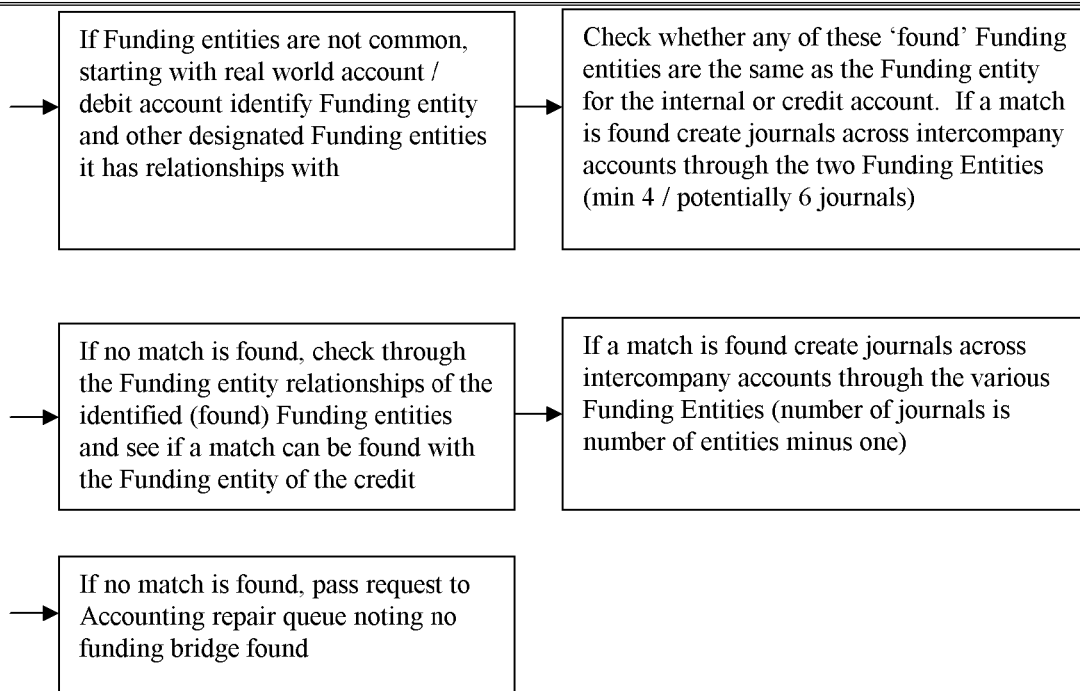 If Funding entities are not common,
starting with real world account /
debit account identify Funding entity
and other designated Funding entities
it has relationships with
Check whether any of these ‘found’ Funding
entities are the same as the Funding entity
for the internal or credit account.  If a match
is found create journals across intercompany
accounts through the two Funding Entities
(min 4 / potentially 6 journals)
If no match is found, check through
the Funding entity relationships of the
identified (found) Funding entities
and see if a match can be found with
the Funding entity of the credit
If a match is found create journals across
intercompany accounts through the various
Funding Entities (number of journals is
number of entities minus one)
If no match is found, pass request to
Accounting repair queue noting no
funding bridge found